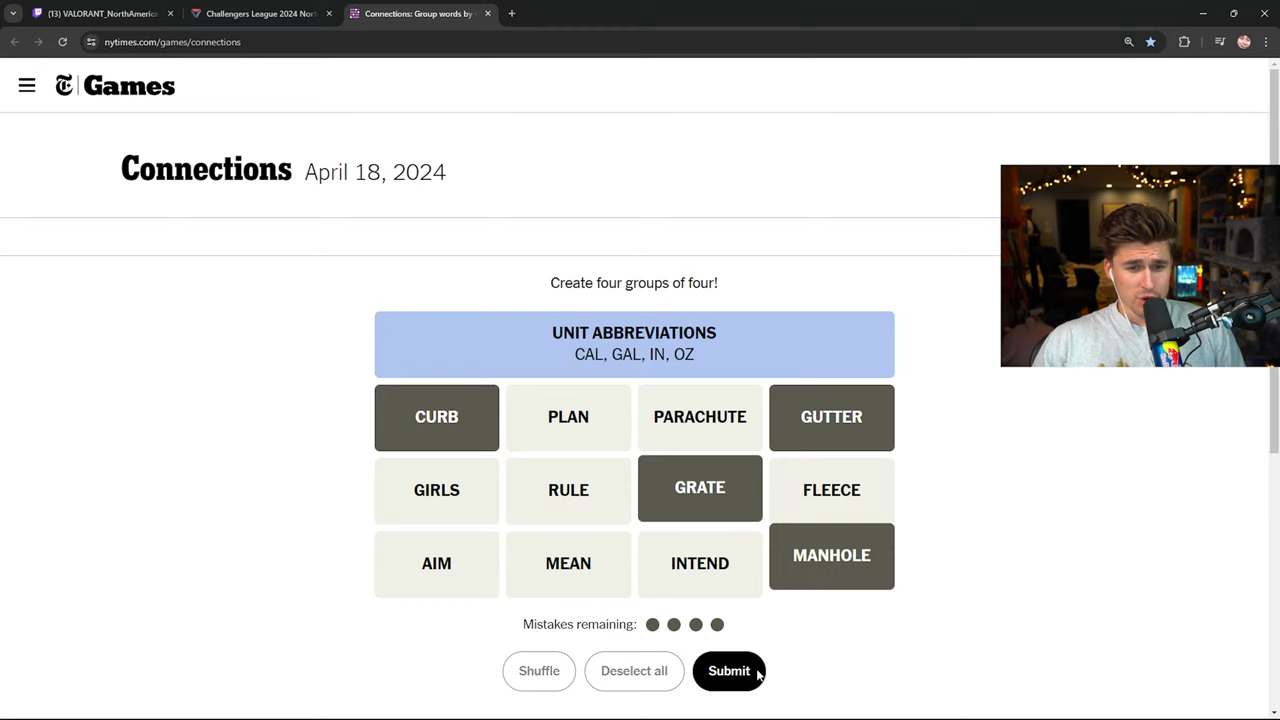 (13) VALORANT_NorthAmerica
Challengers League 2024 Nort
Connections: Group words by
nytimes.com/games/connections
T Games
Connections April 18, 2024
Create four groups of four!
UNIT ABBREVIATIONS
CAL, GAL, IN, OZ
CURB PLAN PARACHUTE GUTTER
GIRLS RULE GRATE FLEECE
AIM MEAN INTEND MANHOLE
Mistakes remaining:
Shuffle Deselect all Submit